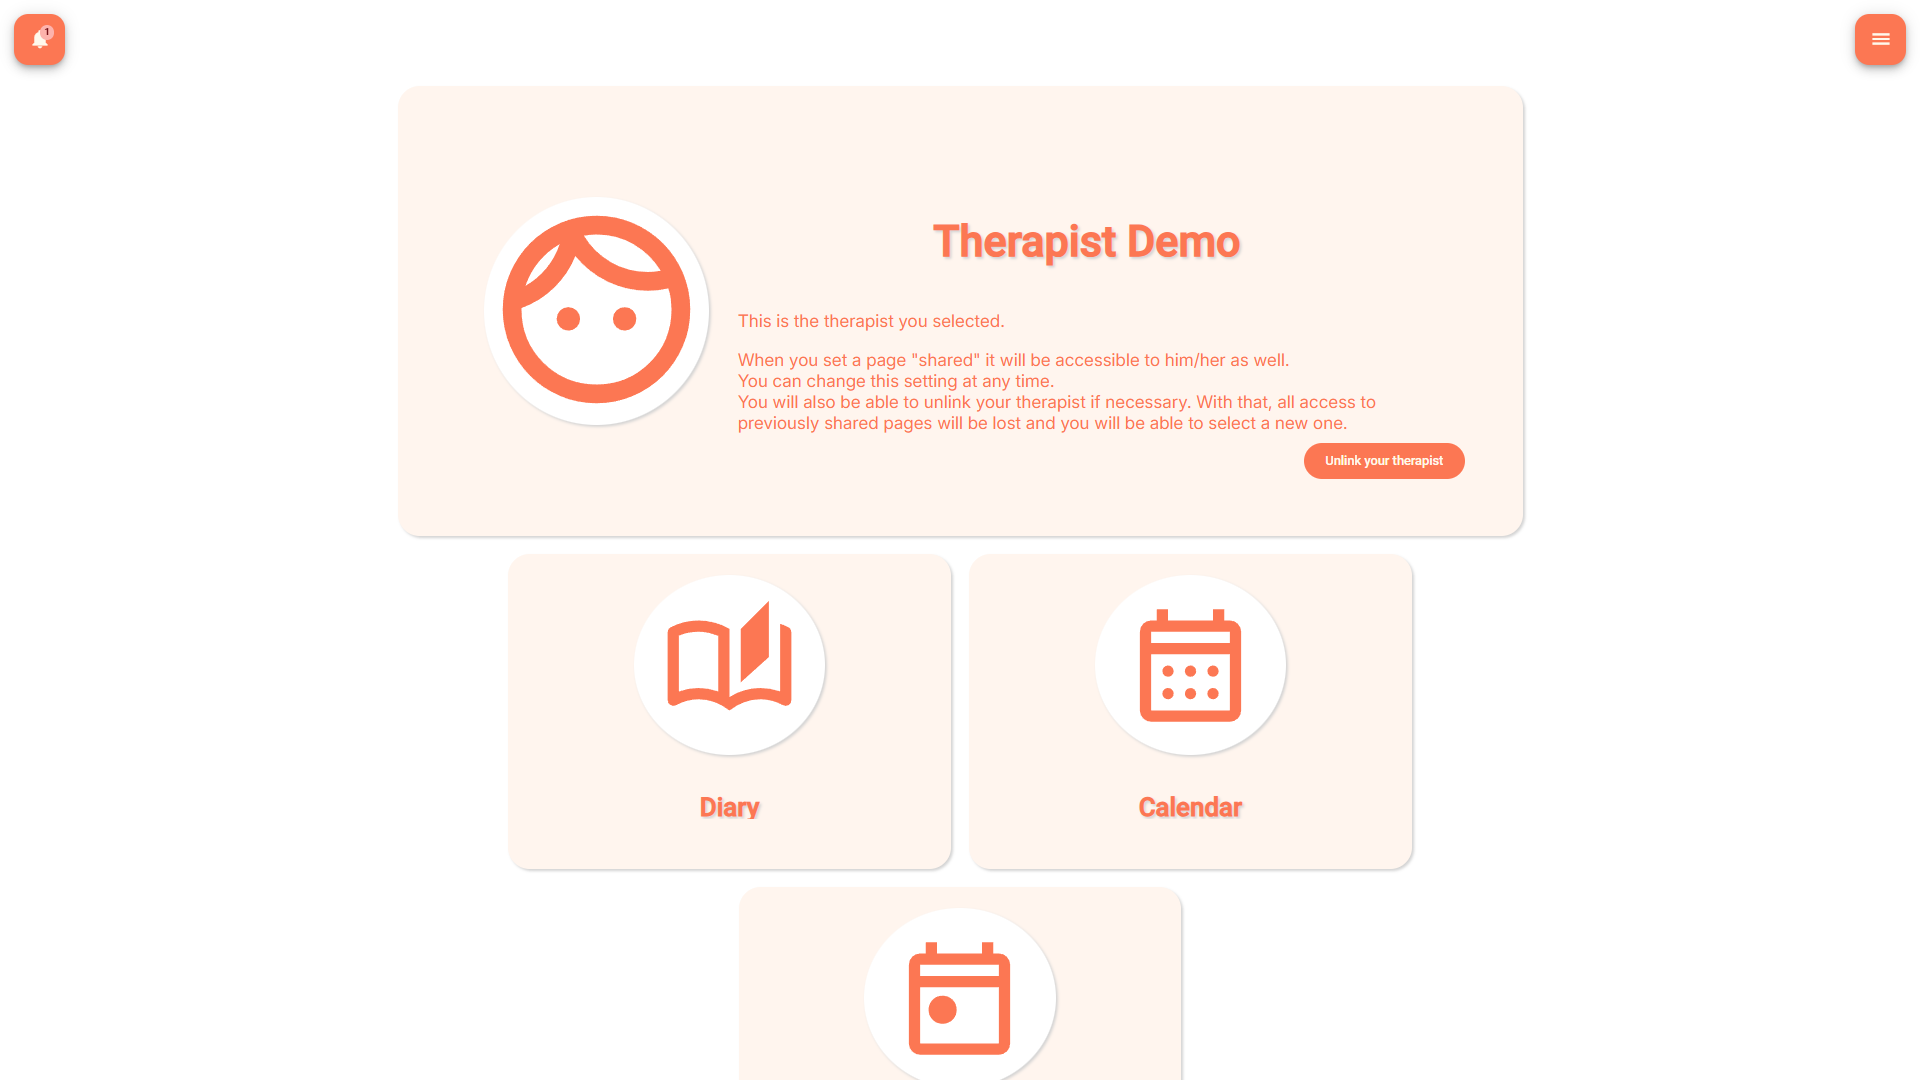 1
Therapist Demo
This is the therapist you selected.
When you set a page "shared" it will be accessible to him/her as well.
You can change this setting at any time.
You will also be able to unlink your therapist if necessary. With that, all access to
previously shared pages will be lost and you will be able to select a new one.
Unlink your therapist
Diary
Calendar